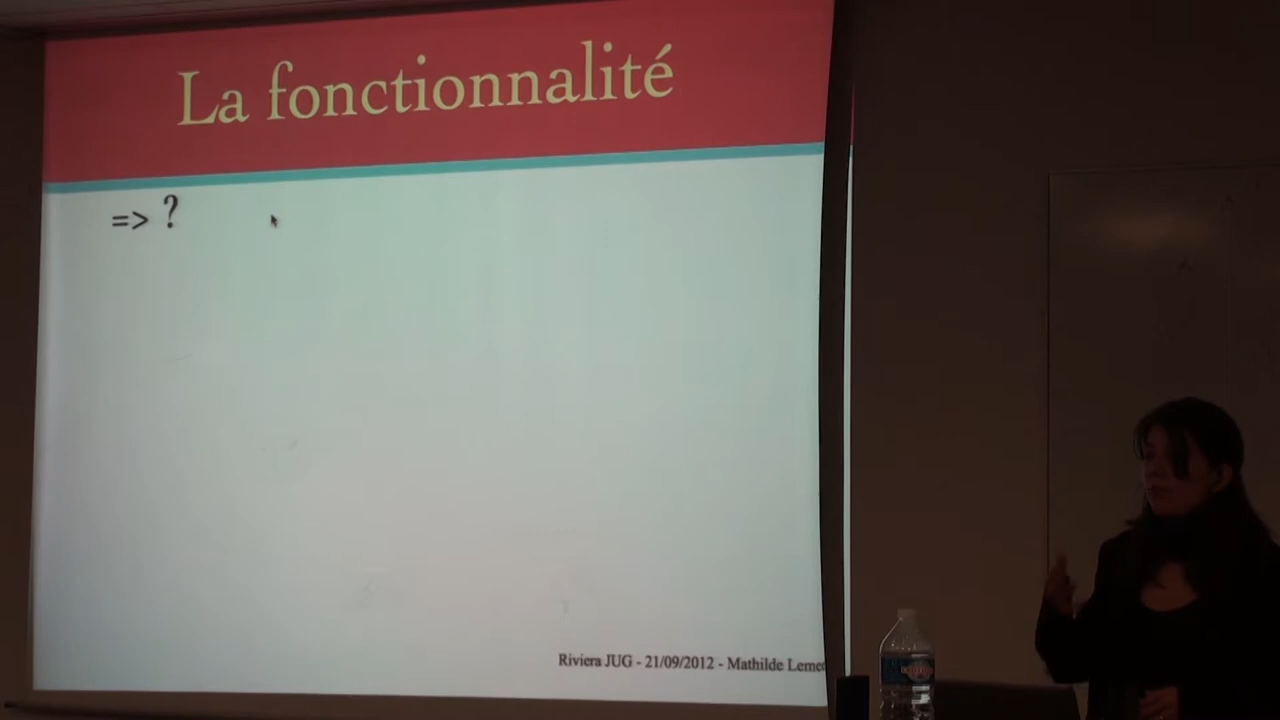 La fonctionnalité
=> ?
Riviera JUG - 21/09/2012 - Mathilde